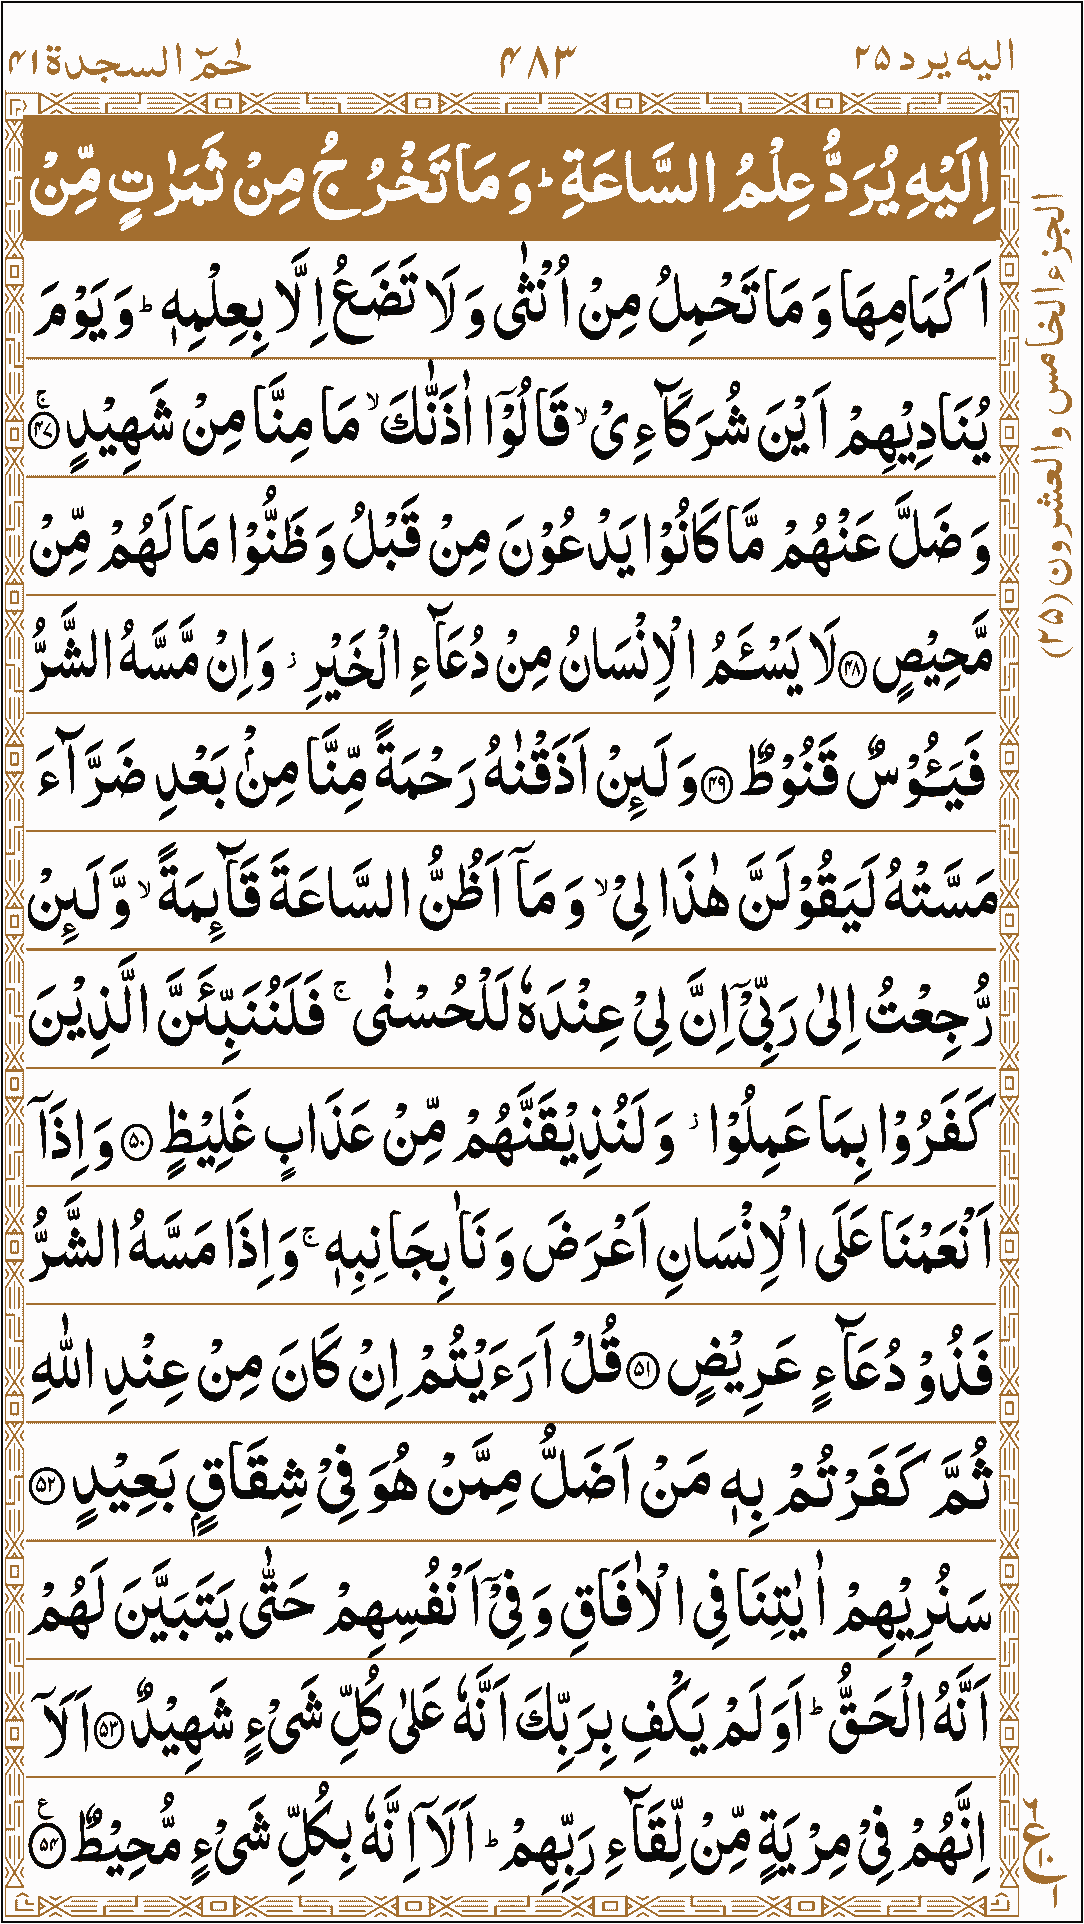 الیه یرد ۲۵
۴۸۳
حٰمٓ السجدة ۴۱
اِلَیْهِ یُرَدُّ عِلْمُ السَّاعَةِ ؕ وَ مَا تَخْرُ جُ مِنْ ثَمَرٰتٍ مِّنْ
اَكْمَامِهَا وَ مَا تَحْمِلُ مِنْ اُنْثٰى وَ لَا تَضَعُ اِلَّا بِعِلْمِهٖ ؕ وَ یَوْمَ
یُنَادِیْهِمْ اَیْنَ شُرَكَآءِیْ ۙ قَالُوْۤا اٰذَنّٰكَ ۙ مَا مِنَّا مِنْ شَهِیْدٍ ۚ﴿۴۷﴾
وَ ضَلَّ عَنْهُمْ مَّا كَانُوْا یَدْعُوْنَ مِنْ قَبْلُ وَ ظَنُّوْا مَا لَهُمْ مِّنْ
مَّحِیْصٍ ﴿۴۸﴾ لَا یَسْـَٔمُ الْاِنْسَانُ مِنْ دُعَآءِ الْخَیْرِ ؗ وَ اِنْ مَّسَّهُ الشَّرُّ
فَیَـُٔوْسٌ قَنُوْطٌ ﴿۴۹﴾ وَ لَىِٕنْ اَذَقْنٰهُ رَحْمَةً مِّنَّا مِنْۢ بَعْدِ ضَرَّآءَ
مَسَّتْهُ لَیَقُوْلَنَّ هٰذَا لِیْ ۙ وَ مَاۤ اَظُنُّ السَّاعَةَ قَآىِٕمَةً ۙ وَّ لَىِٕنْ
رُّجِعْتُ اِلٰى رَبِّیْۤ اِنَّ لِیْ عِنْدَهٗ لَلْحُسْنٰى ۚ فَلَنُنَبِّئَنَّ الَّذِیْنَ
كَفَرُوْا بِمَا عَمِلُوْا ؗ وَ لَنُذِیْقَنَّهُمْ مِّنْ عَذَابٍ غَلِیْظٍ ﴿۵۰﴾ وَ اِذَاۤ
اَنْعَمْنَا عَلَى الْاِنْسَانِ اَعْرَضَ وَ نَاٰ بِجَانِبِهٖ ۚ وَ اِذَا مَسَّهُ الشَّرُّ
فَذُوْ دُعَآءٍ عَرِیْضٍ ﴿۵۱﴾ قُلْ اَرَءَیْتُمْ اِنْ كَانَ مِنْ عِنْدِ اللّٰهِ
ثُمَّ كَفَرْتُمْ بِهٖ مَنْ اَضَلُّ مِمَّنْ هُوَ فِیْ شِقَاقٍۭ بَعِیْدٍ ﴿۵۲﴾
سَنُرِیْهِمْ اٰیٰتِنَا فِی الْاٰفَاقِ وَ فِیْۤ اَنْفُسِهِمْ حَتّٰى یَتَبَیَّنَ لَهُمْ
اَنَّهُ الْحَقُّ ؕ اَوَ لَمْ یَكْفِ بِرَبِّكَ اَنَّهٗ عَلٰى كُلِّ شَیْءٍ شَهِیْدٌ ﴿۵۳﴾ اَلَاۤ
اِنَّهُمْ فِیْ مِرْیَةٍ مِّنْ لِّقَآءِ رَبِّهِمْ ؕ اَلَاۤ اِنَّهٗ بِكُلِّ شَیْءٍ مُّحِیْطٌ ﴿۵۴﴾ ع
الجزء الخامس والعشرون (۲۵)
ع